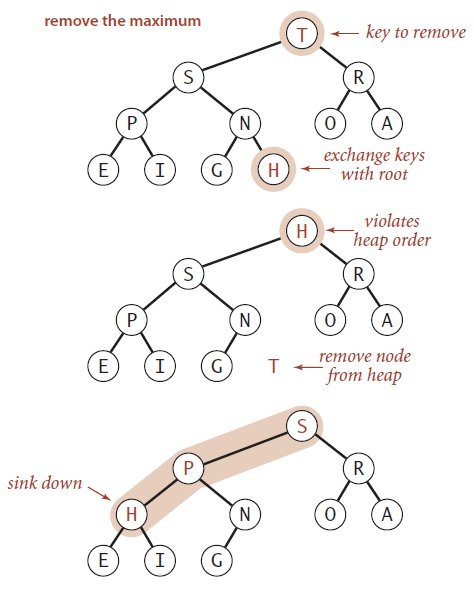 remove the maximum
T
key to remove
S
R
P
N
O
A
E
I
G
H
exchange keys
with root
H
violates
heap order
S
R
P
N
O
A
E
I
G
T
remove node
from heap
S
P
R
sink down
H
N
O
A
E
I
G